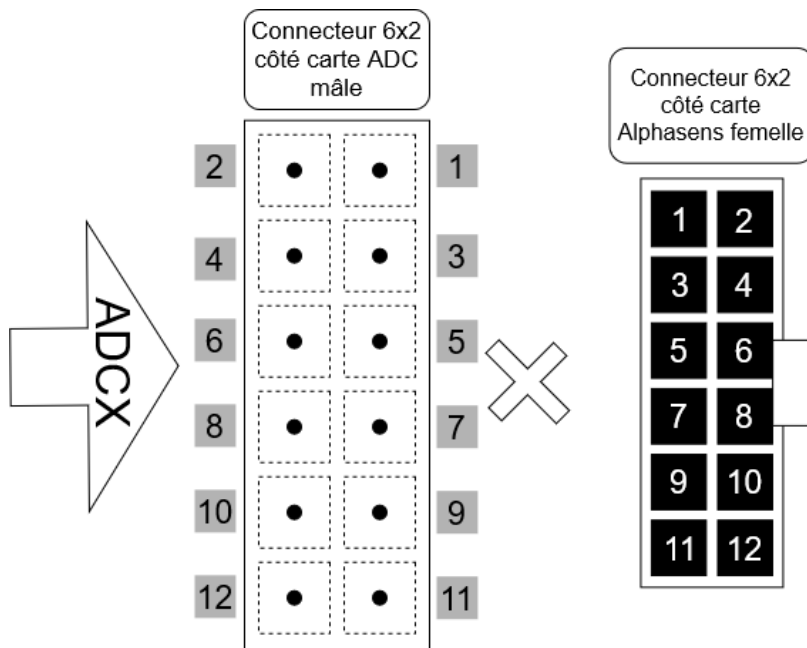 Connecteur 6x2
côté carte ADC
mâle
Connecteur 6x2
côté carte
Alphasens femelle
ADCX
2 1
4 3
6 5
8 7
10 9
12 11
1 2
3 4
5 6
7 8
9 10
11 12